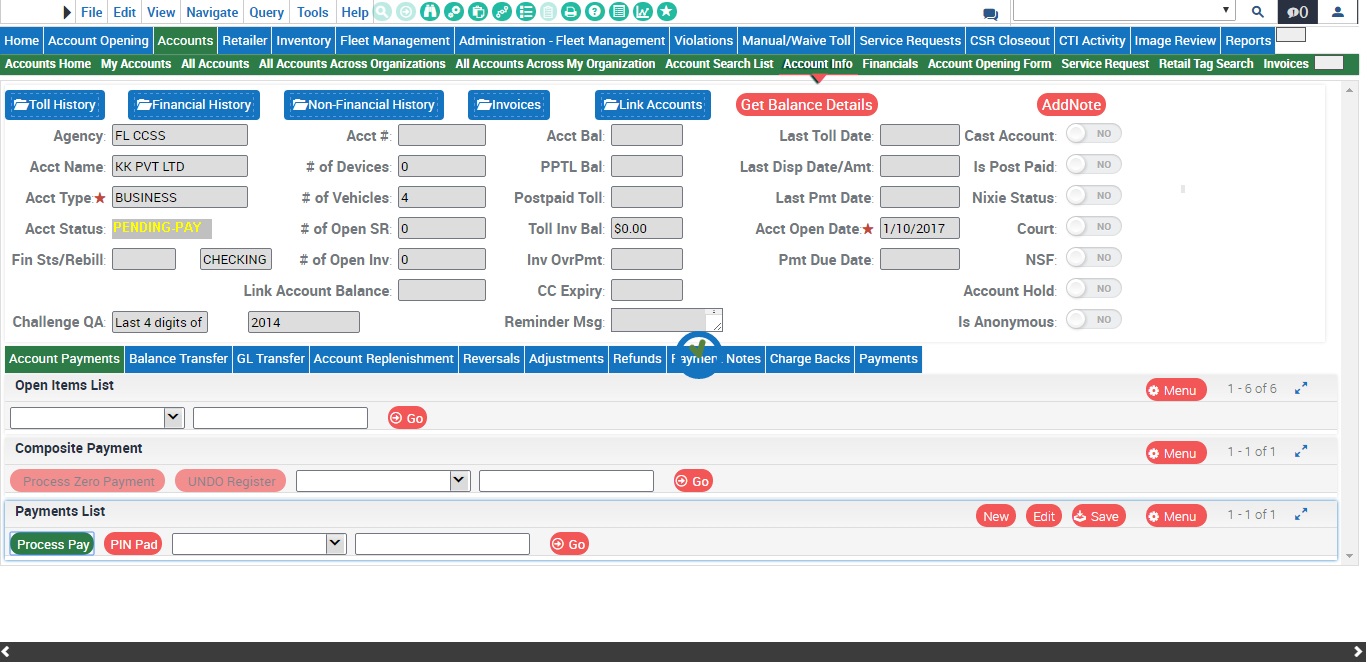 File Edit View Navigate Query Tools Help 0
Home Account Opening Accounts Retailer Inventory Fleet Management Administration - Fleet Management Violations Manual/Waive Toll Service Requests CSR Closeout CTI Activity Image Review Reports
Accounts Home My Accounts All Accounts All Accounts Across Organizations All Accounts Across My Organization Account Search List Account Info Financials Account Opening Form Service Request Retail Tag Search Invoices
Toll History Financial History Non-Financial History Invoices Link Accounts Get Balance Details AddNote
Agency: FL CCSS Acct #: Acct Bal: Last Toll Date: Cast Account: NO
Acct Name: KK PVT LTD # of Devices: 0 PPTL Bal: Last Disp Date/Amt: Is Post Paid: NO
Acct Type:★ BUSINESS # of Vehicles: 4 Postpaid Toll: Last Pmt Date: Nixie Status: NO
Acct Status: PENDING-PAY # of Open SR: 0 Toll Inv Bal: $0.00 Acct Open Date:★ 1/10/2017 Court: NO
Fin Sts/Rebill: CHECKING # of Open Inv: 0 Inv OvrPmt: Pmt Due Date: NSF: NO
Link Account Balance: CC Expiry: Account Hold: NO
Challenge QA: Last 4 digits of 2014 Reminder Msg: Is Anonymous: NO
Account Payments Balance Transfer GL Transfer Account Replenishment Reversals Adjustments Refunds Notes Charge Backs Payments
Open Items List Menu 1 - 6 of 6
Go
Composite Payment Menu 1 - 1 of 1
Process Zero Payment UNDO Register Go
Payments List New Edit Save Menu 1 - 1 of 1
Process Pay PIN Pad Go